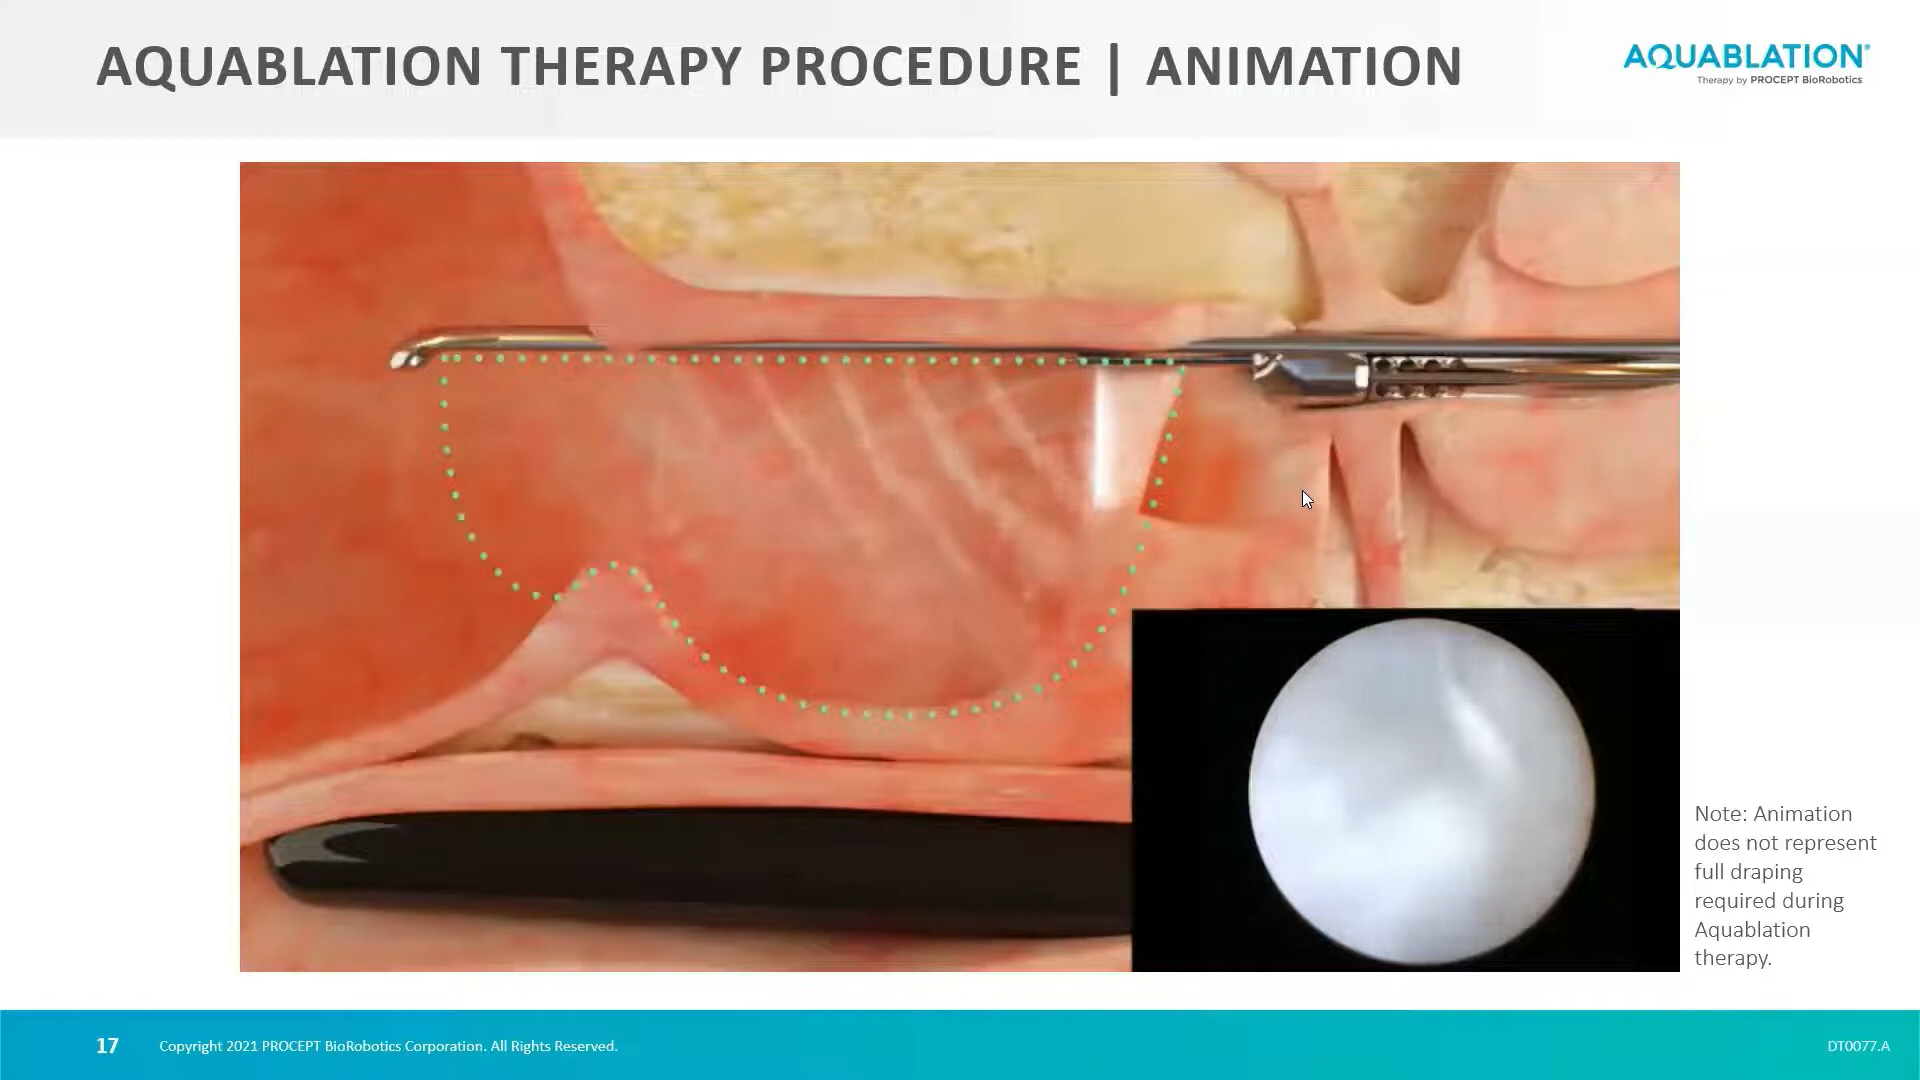 AQUABLATION THERAPY PROCEDURE | ANIMATION
AQUABLATION®
Therapy by PROCEPT BioRobotics
Note: Animation
does not represent
full draping
required during
Aquablation
therapy.
17
Copyright 2021 PROCEPT BioRobotics Corporation. All Rights Reserved.
DT0077.A